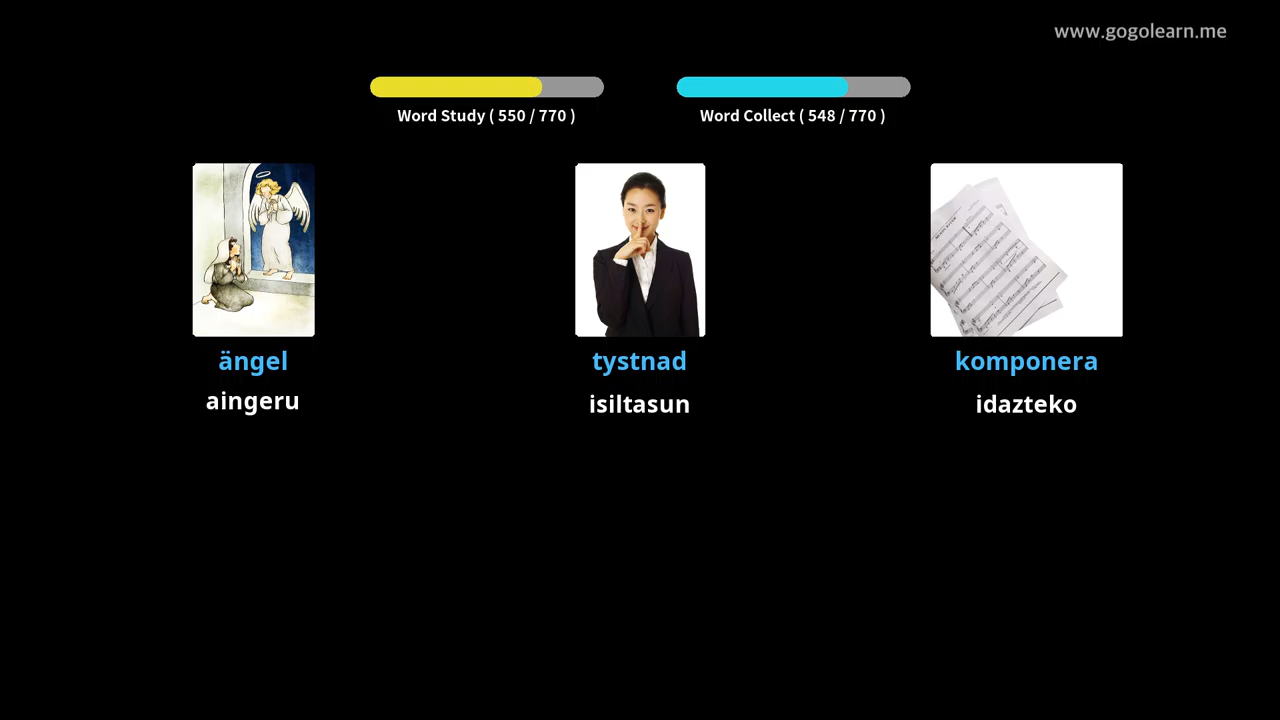 www.gogolearn.me
Word Study ( 550 / 770 )
Word Collect ( 548 / 770 )
ängel
tystnad
komponera
aingeru
isiltasun
idazteko